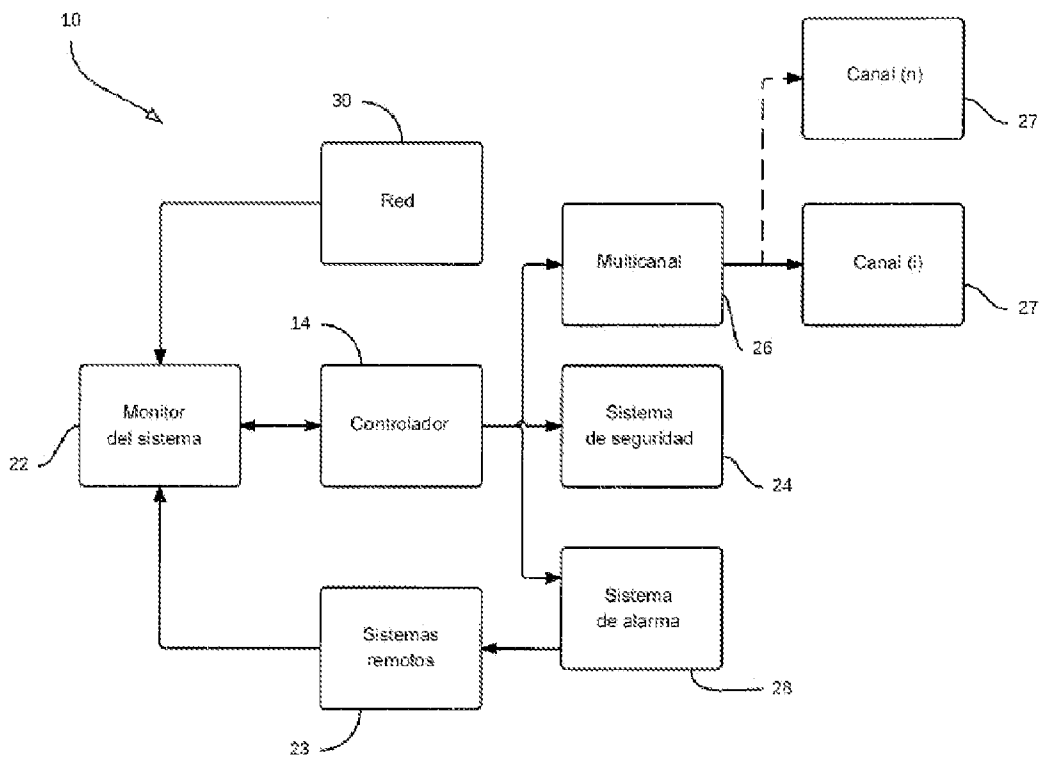 10
Canal (n)
27
30
Red
Multicanal
Canal (i)
27
26
14
Monitor
del sistema
22
Controlador
Sistema
de seguridad
24
Sistemas
remotos
23
Sistema
de alarma
28